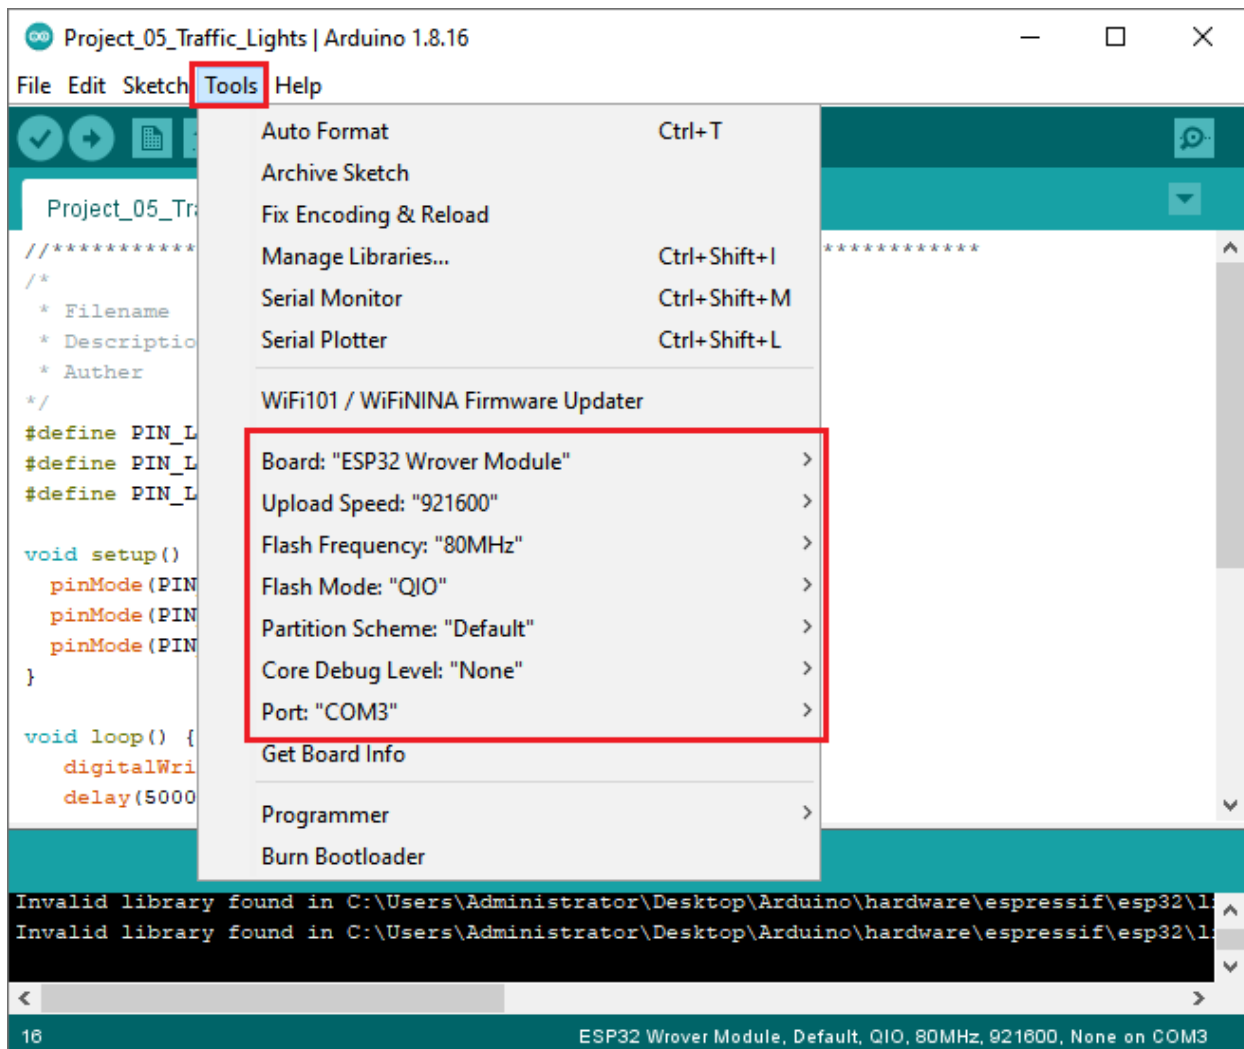 Project_05_Traffic_Lights | Arduino 1.8.16
File Edit Sketch Tools Help
Auto Format Ctrl+T
Archive Sketch
Project_05_Tra
Fix Encoding & Reload
//***********
************
Manage Libraries... Ctrl+Shift+I
/*
Serial Monitor Ctrl+Shift+M
* Filename
* Descriptio
Serial Plotter Ctrl+Shift+L
* Auther
*/
WiFi101 / WiFiNINA Firmware Updater
#define PIN_L
#define PIN_L
#define PIN_L
Board: "ESP32 Wrover Module"
Upload Speed: "921600"
Flash Frequency: "80MHz"
Flash Mode: "QIO"
Partition Scheme: "Default"
Core Debug Level: "None"
Port: "COM3"
void setup()
pinMode(PIN
pinMode(PIN
pinMode(PIN
}
void loop() {
digitalWri
delay(5000
Get Board Info
Programmer
Burn Bootloader
Invalid library found in C:\Users\Administrator\Desktop\Arduino\hardware\espressif\esp32\li
Invalid library found in C:\Users\Administrator\Desktop\Arduino\hardware\espressif\esp32\li
16 ESP32 Wrover Module, Default, QIO, 80MHz, 921600, None on COM3